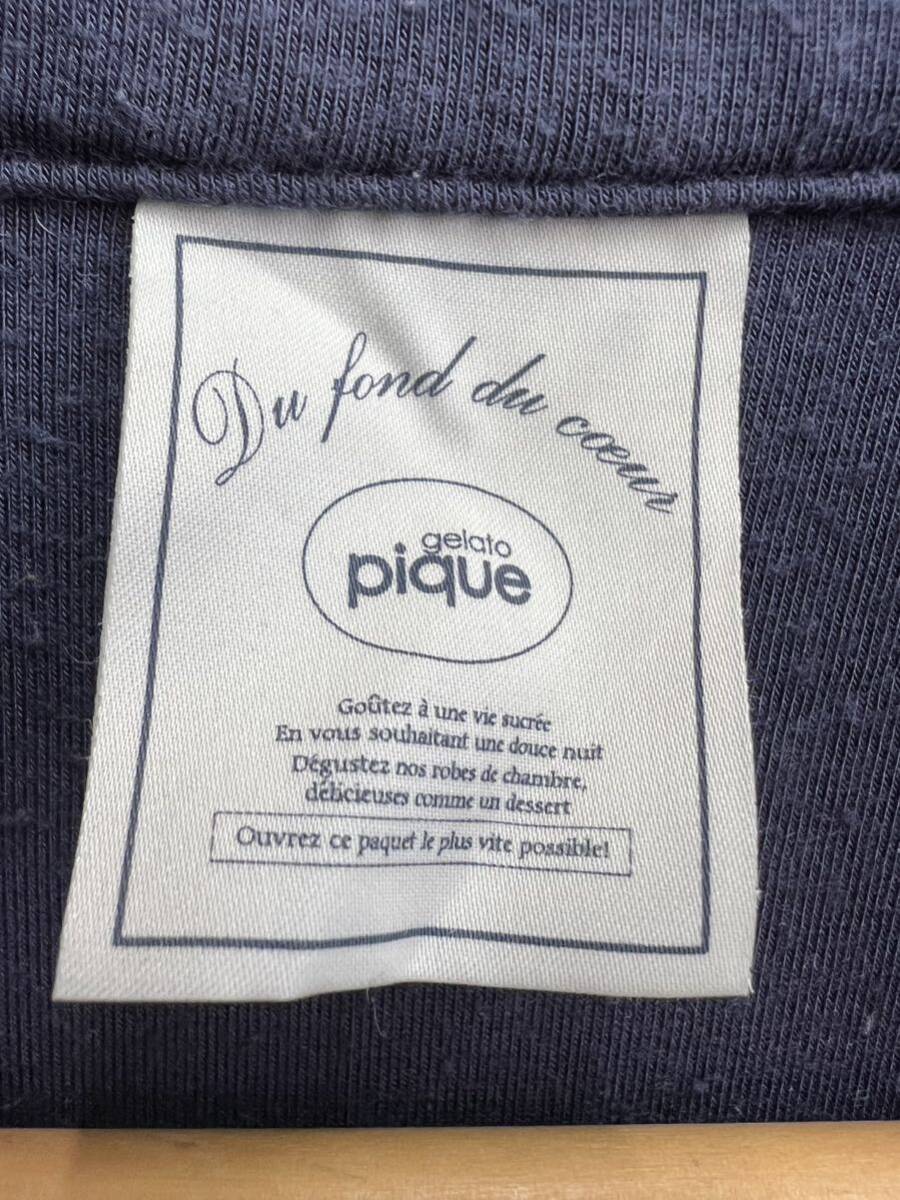 Du fond du cœur
gelato
pique
Goûtez à une vie sucrée
En vous souhaitant une douce nuit
Dégustez nos robes de chambre,
délicieuses comme un dessert
Ouvrez ce paquet le plus vite possible!